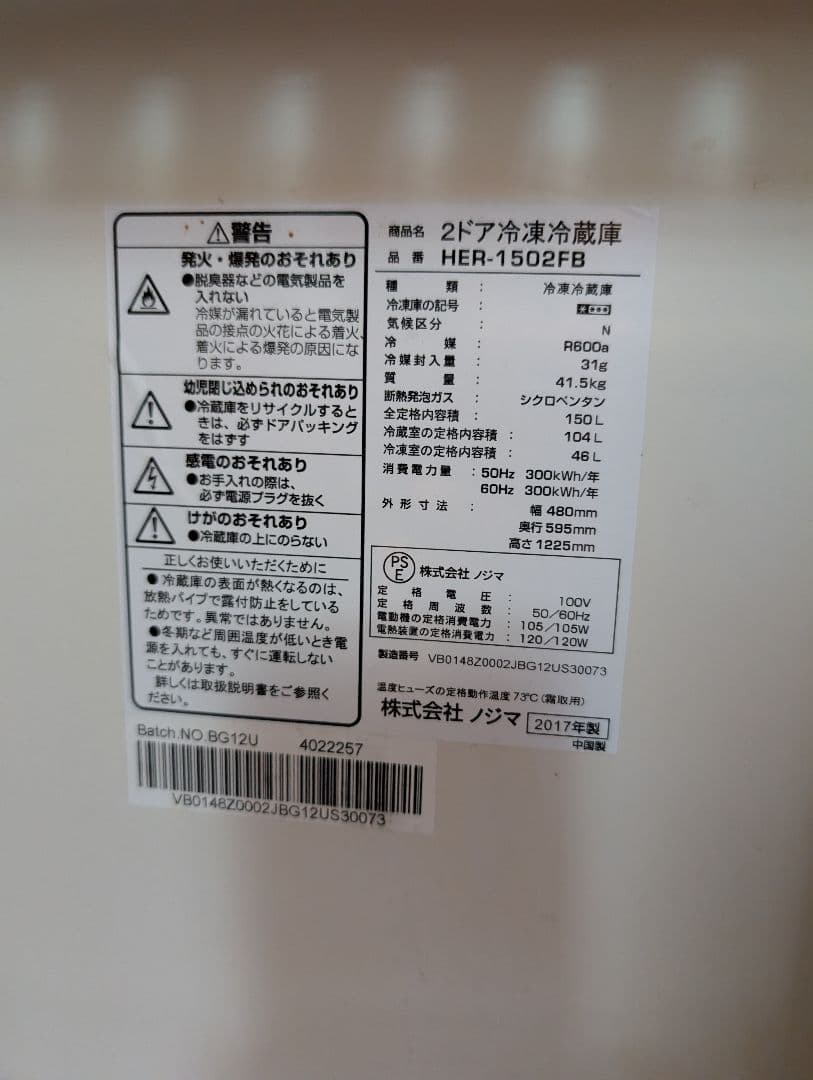 警告
発火・爆発のおそれあり
●脱臭器などの電気製品を
入れない
冷媒が漏れていると電気製
品の接点の火花による着火、
着火による爆発の原因にな
ります。
幼児閉じ込められのおそれあり
●冷蔵庫をリサイクルすると
きは、必ずドアパッキング
をはずす
感電のおそれあり
●お手入れの際は、
必ず電源プラグを抜く
けがのおそれあり
●冷蔵庫の上にのらない
正しくお使いいただくために
●冷蔵庫の表面が熱くなるのは、
放熱パイプで露付防止をしている
ためです。異常ではありません。
●冬期など周囲温度が低いとき電
源を入れても、すぐに運転しない
ことがあります。
詳しくは取扱説明書をご参照く
ださい。
商品名 2ドア冷凍冷蔵庫
品番 HER-1502FB
種類 : 冷凍冷蔵庫
冷凍庫の記号 : ****
気候区分 : N
冷媒 : R600a
冷媒封入量 : 31g
質量 : 41.5kg
断熱発泡ガス : シクロペンタン
全定格内容積 : 150L
冷蔵室の定格内容積 : 104L
冷凍室の定格内容積 : 46L
消費電力量 : 50Hz 300kWh/年
60Hz 300kWh/年
外形寸法 : 幅 480mm
奥行 595mm
高さ 1225mm
PSE 株式会社 ノジマ
定格電圧 : 100V
定格周波数 : 50/60Hz
電動機の定格消費電力 : 105/105W
電熱装置の定格消費電力 : 120/120W
製造番号 VB0148Z0002JBG12US30073
温度ヒューズの定格動作温度 73℃(霜取用)
株式会社 ノジマ 2017年製
中国製
Batch.NO.BG12U 4022257
VB0148Z0002JBG12US30073